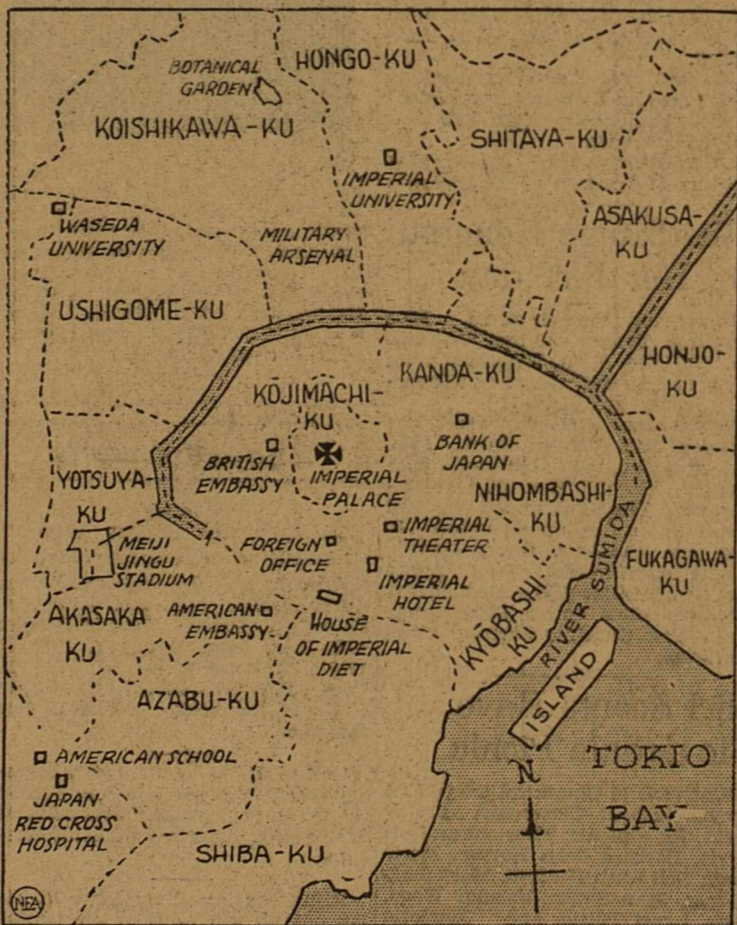 HONGO-KU
BOTANICAL
GARDEN
KOISHIKAWA-KU
SHITAYA-KU
IMPERIAL
UNIVERSITY
ASAKUSA-
KU
WASEDA
UNIVERSITY
MILITARY
ARSENAL
USHIGOME-KU
HONJO-
KU
KANDA-KU
KŌJIMACHI-
KU
BANK OF
JAPAN
BRITISH
EMBASSY
IMPERIAL
PALACE
YOTSUYA-
KU
NIHOMBASHI-
KU
MEIJI
JINGU
STADIUM
FOREIGN
OFFICE
IMPERIAL
THEATER
IMPERIAL
HOTEL
RIVER SUMIDA
FUKAGAWA-
KU
AKASAKA
KU
AMERICAN
EMBASSY
HOUSE
OF IMPERIAL
DIET
KYŌBASHI-
KU
ISLAND
AZABU-KU
AMERICAN SCHOOL
JAPAN
RED CROSS
HOSPITAL
N
TOKIO
BAY
SHIBA-KU
NEA